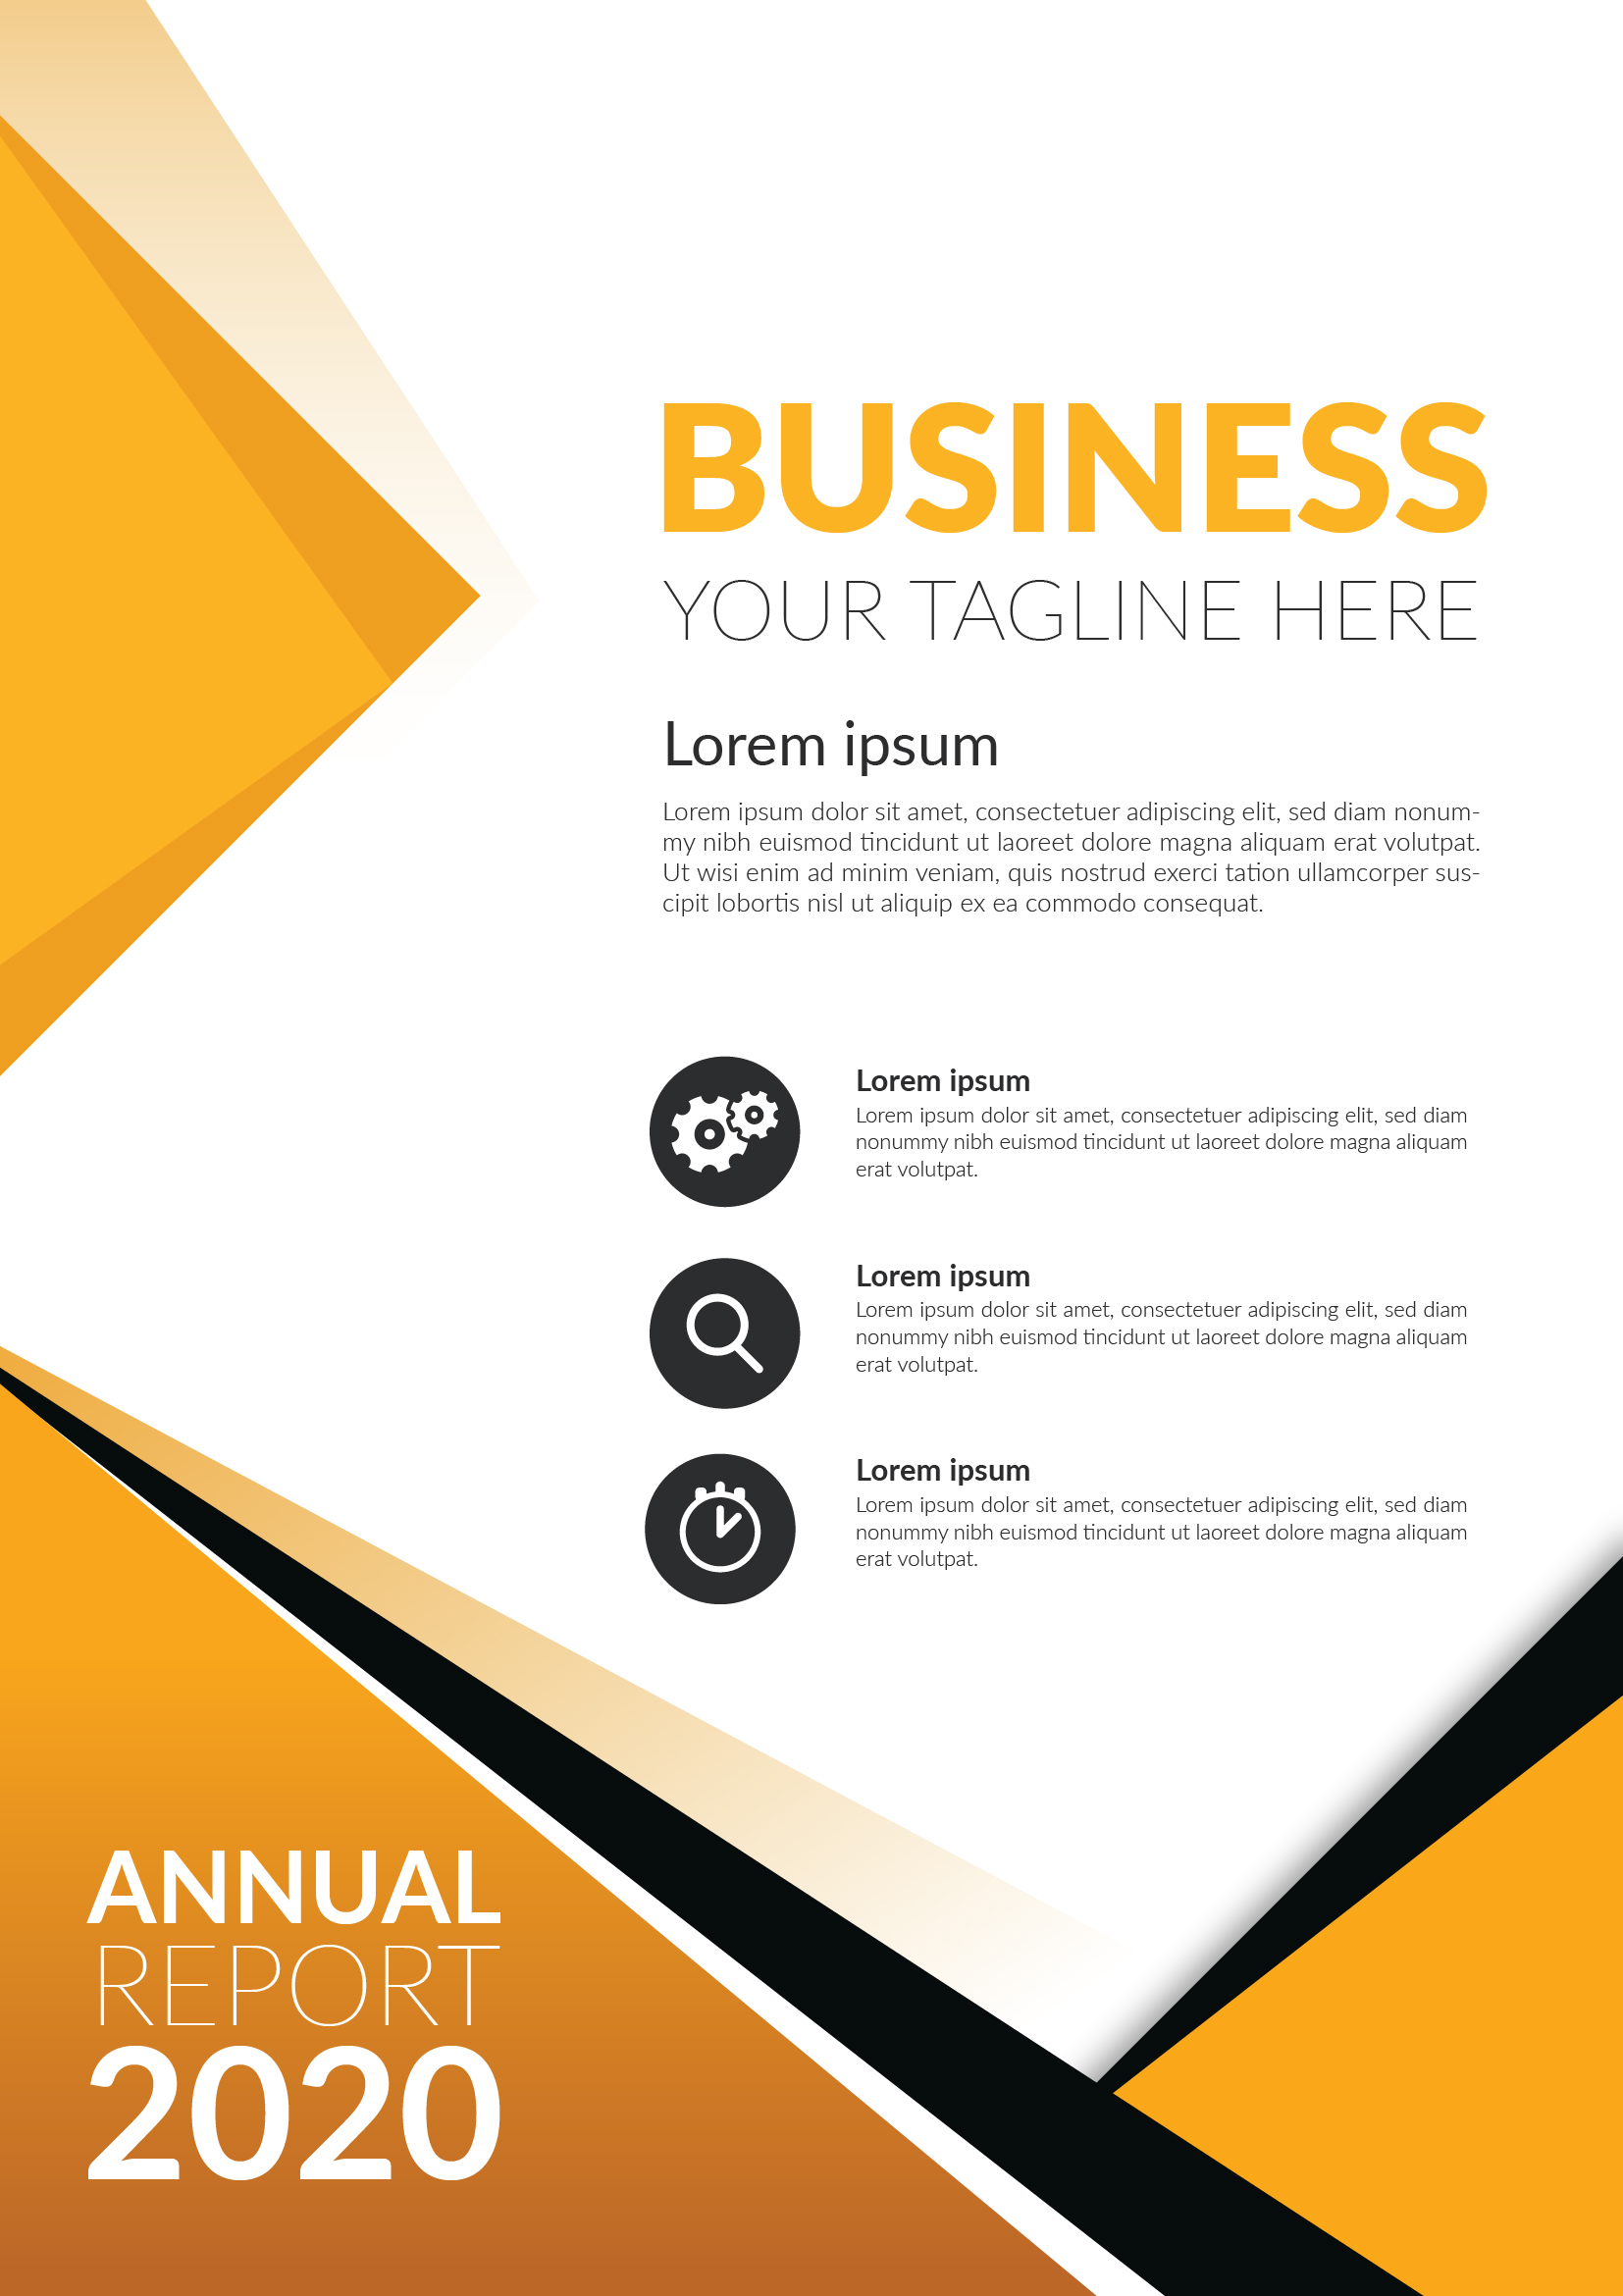 BUSINESS
YOUR TAGLINE HERE
Lorem ipsum
Lorem ipsum dolor sit amet, consectetuer adipiscing elit, sed diam nonum-
my nibh euismod tincidunt ut laoreet dolore magna aliquam erat volutpat.
Ut wisi enim ad minim veniam, quis nostrud exerci tation ullamcorper sus-
cipit lobortis nisl ut aliquip ex ea commodo consequat.
Lorem ipsum
Lorem ipsum dolor sit amet, consectetuer adipiscing elit, sed diam
nonummy nibh euismod tincidunt ut laoreet dolore magna aliquam
erat volutpat.
Lorem ipsum
Lorem ipsum dolor sit amet, consectetuer adipiscing elit, sed diam
nonummy nibh euismod tincidunt ut laoreet dolore magna aliquam
erat volutpat.
Lorem ipsum
Lorem ipsum dolor sit amet, consectetuer adipiscing elit, sed diam
nonummy nibh euismod tincidunt ut laoreet dolore magna aliquam
erat volutpat.
ANNUAL
REPORT
2020